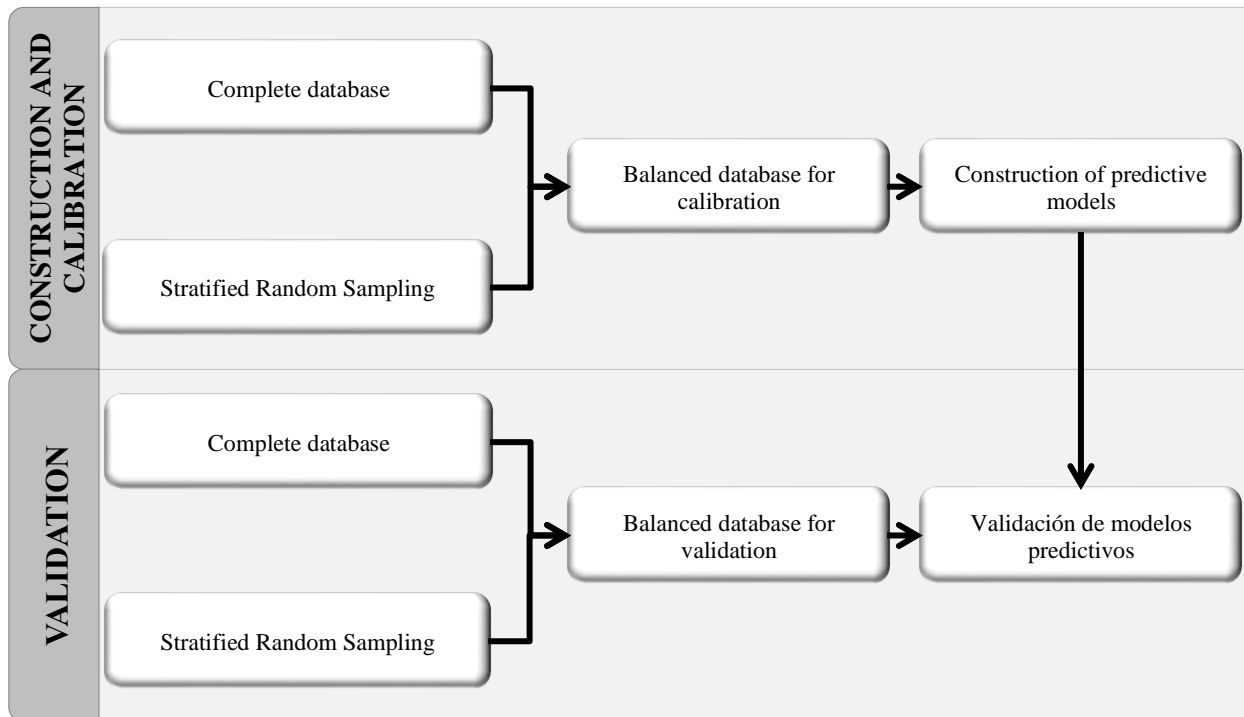 CONSTRUCTION AND
CALIBRATION
Complete database
Stratified Random Sampling
Balanced database for
calibration
Construction of predictive
models
VALIDATION
Complete database
Stratified Random Sampling
Balanced database for
validation
Validación de modelos
predictivos